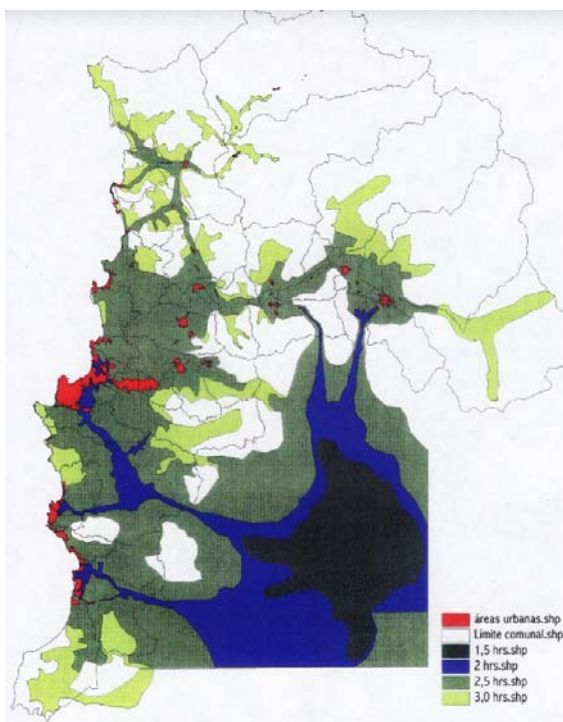 áreas urbanas.shp
Limite comunal.shp
1,5 hrs.shp
2 hrs.shp
2,5 hrs.shp
3,0 hrs.shp